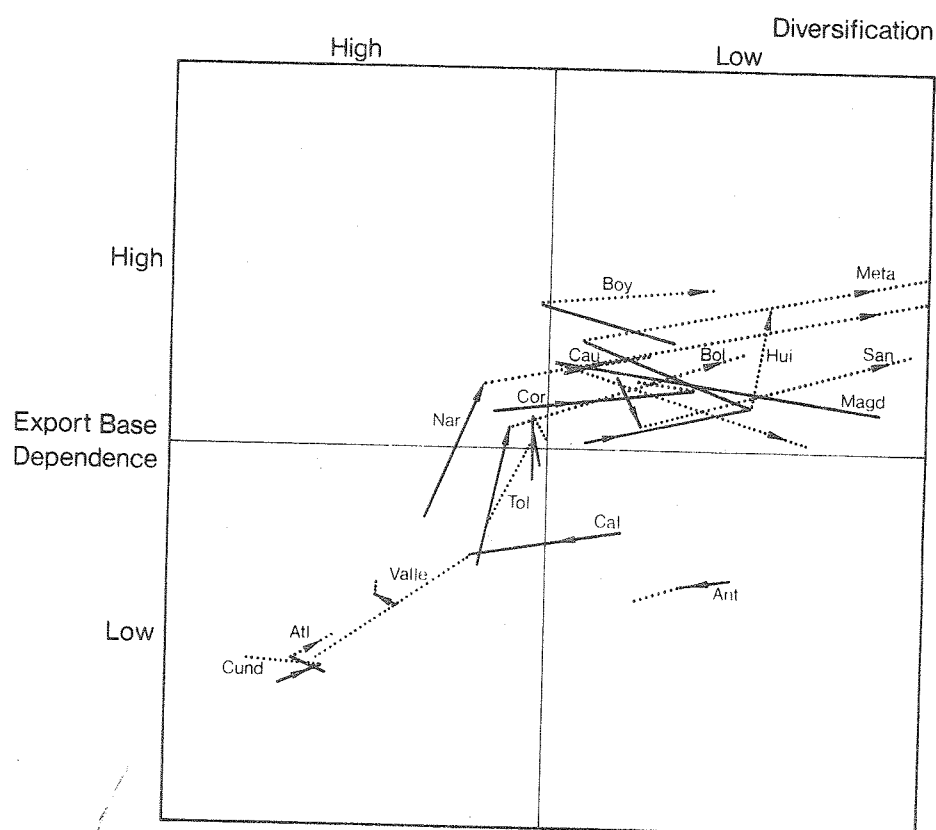 Diversification
High
Low
High
Meta
Boy
Cau
Bol
Hui
San
Cor
Magd
Nar
Export Base
Dependence
Tol
Cal
Valle
Ant
Low
Atl
Cund